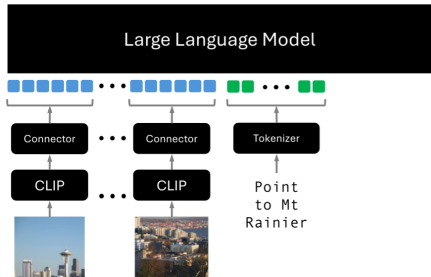 Large Language Model
Connector
Connector
Tokenizer
CLIP
CLIP
Point
to Mt
Rainier